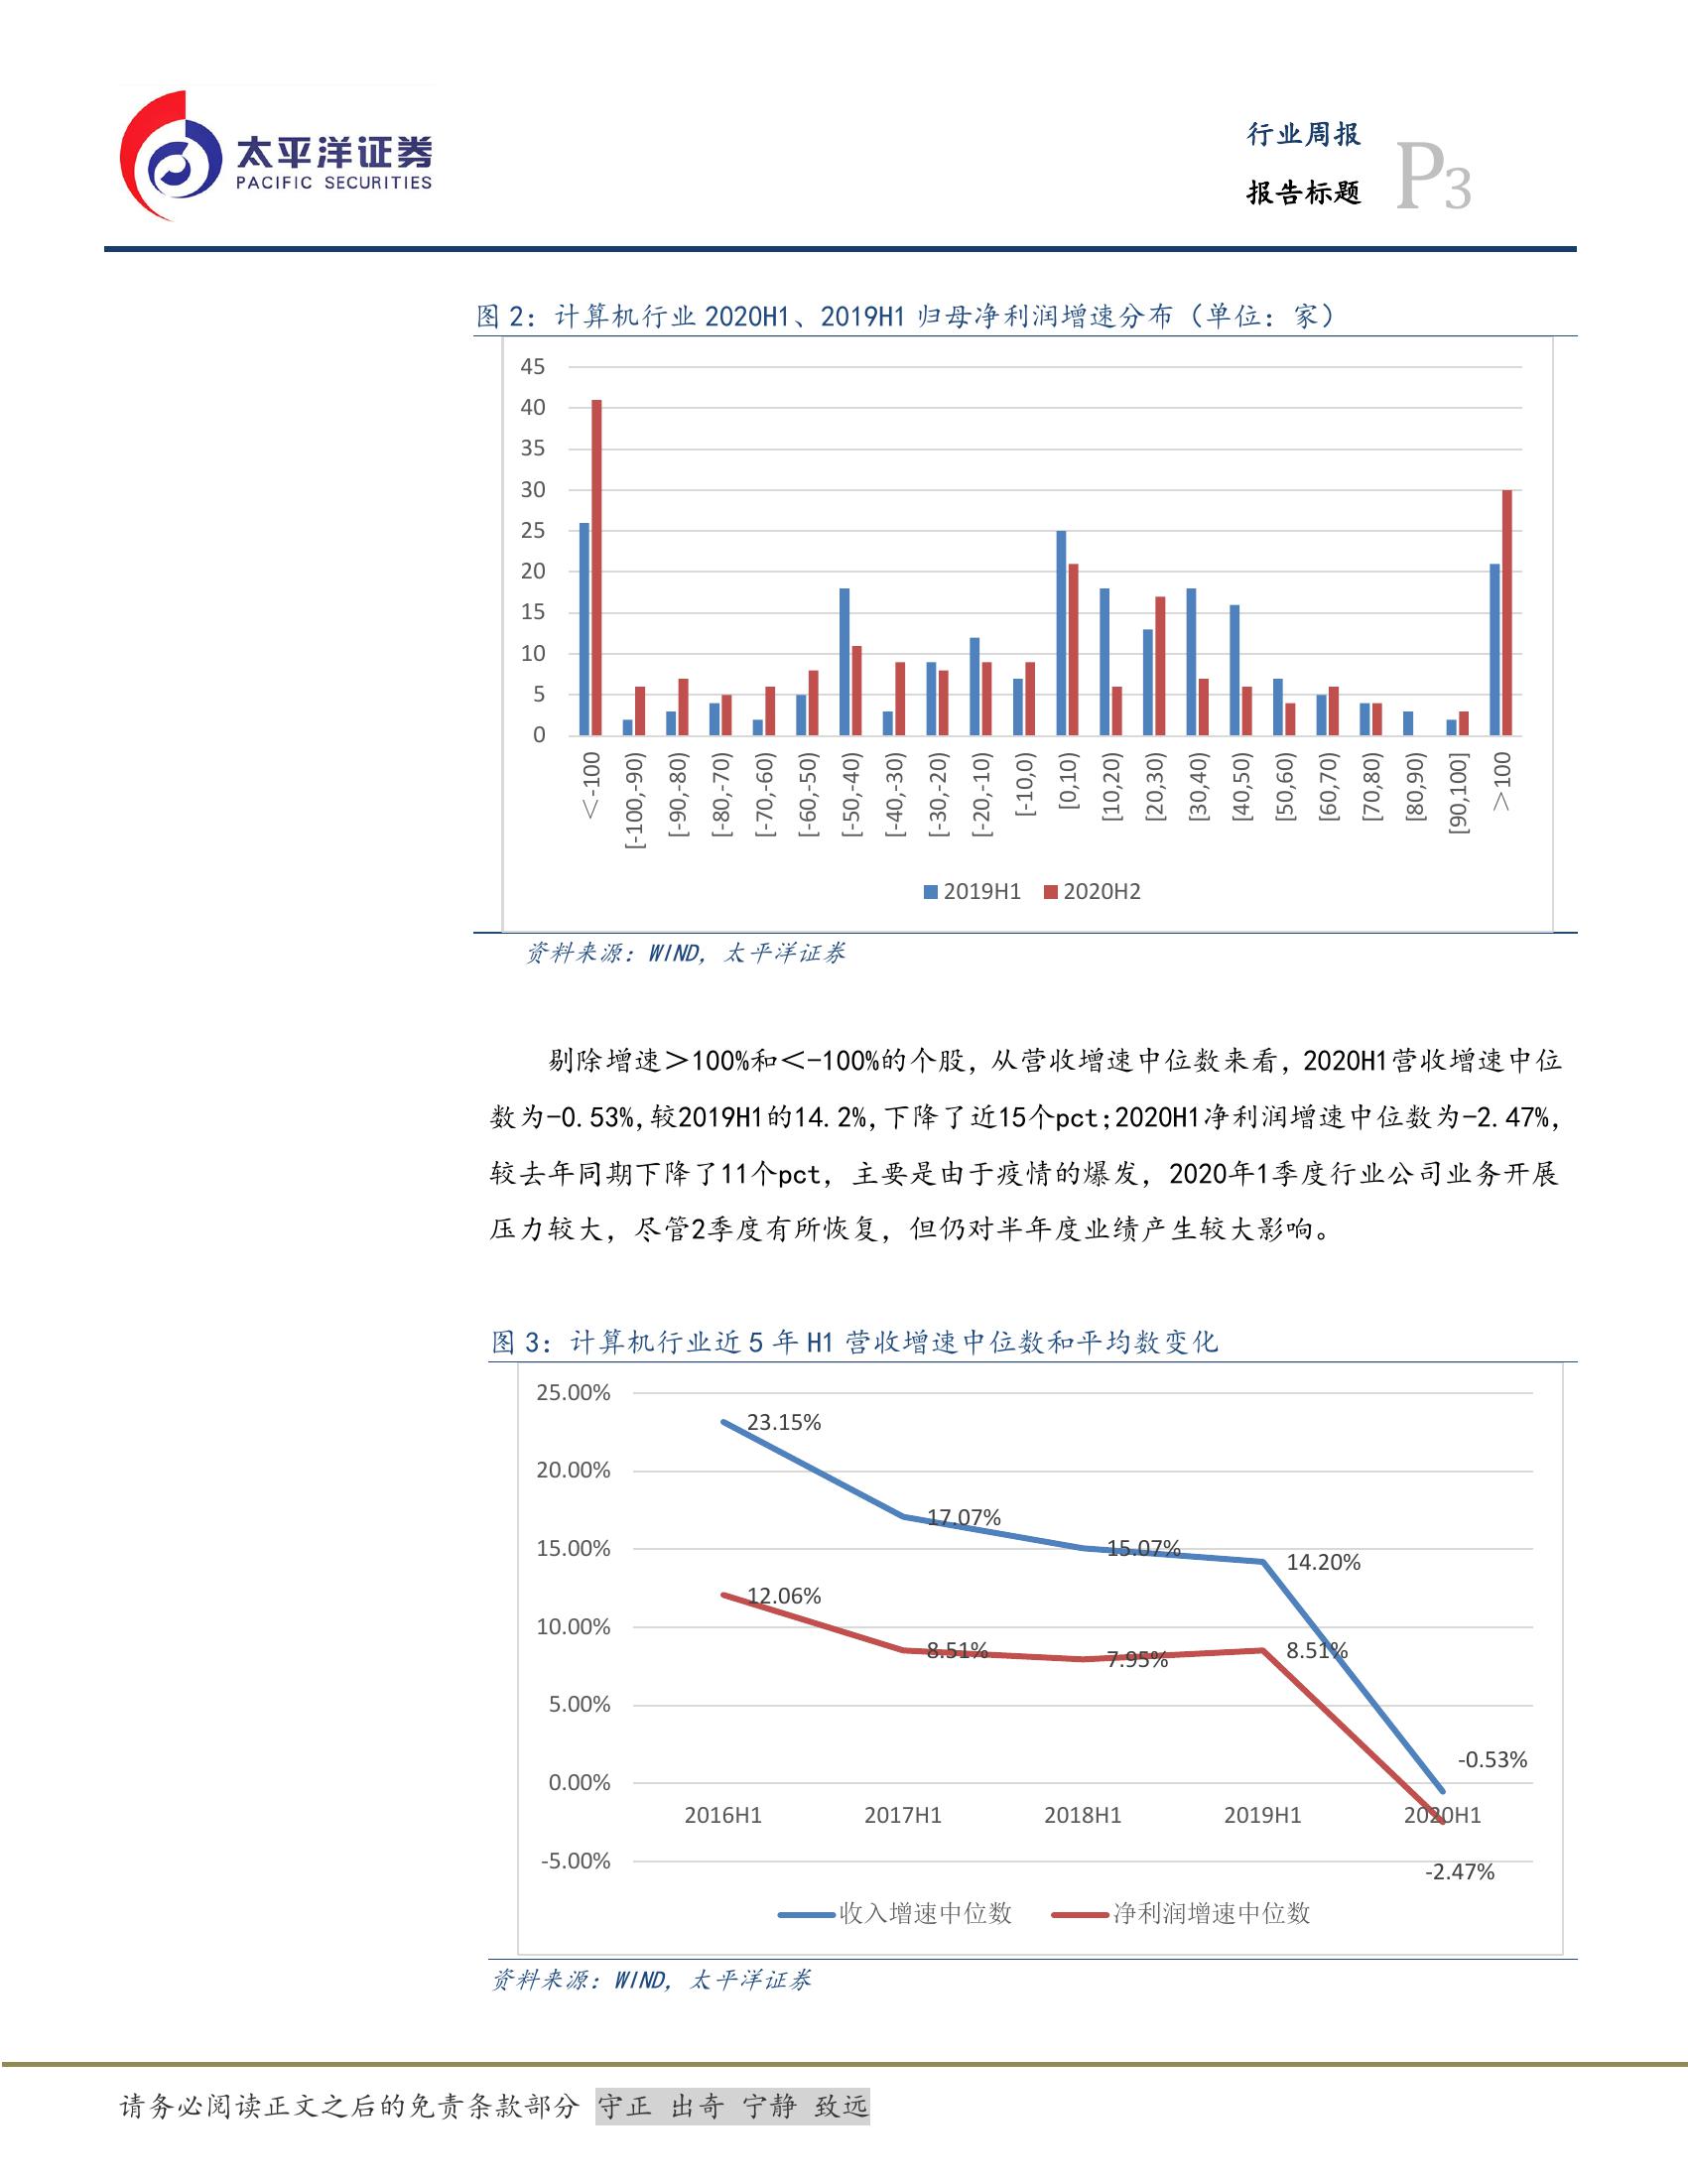 太平洋证券
PACIFIC SECURITIES
行业周报
报告标题
P3
图 2：计算机行业 2020H1、2019H1 归母净利润增速分布（单位：家）
45
40
35
30
25
20
15
10
5
0
＜-100
[-100,-90)
[-90,-80)
[-80,-70)
[-70,-60)
[-60,-50)
[-50,-40)
[-40,-30)
[-30,-20)
[-20,-10)
[-10,0)
[0,10)
[10,20)
[20,30)
[30,40)
[40,50)
[50,60)
[60,70)
[70,80)
[80,90)
[90,100]
＞100
2019H1 2020H2
资料来源：WIND，太平洋证券
剔除增速＞100%和＜-100%的个股，从营收增速中位数来看，2020H1营收增速中位
数为-0.53%,较2019H1的14.2%,下降了近15个pct;2020H1净利润增速中位数为-2.47%,
较去年同期下降了11个pct，主要是由于疫情的爆发，2020年1季度行业公司业务开展
压力较大，尽管2季度有所恢复，但仍对半年度业绩产生较大影响。
图 3：计算机行业近 5 年 H1 营收增速中位数和平均数变化
25.00%
20.00%
15.00%
10.00%
5.00%
0.00%
-5.00%
23.15%
17.07%
15.07%
14.20%
-0.53%
12.06%
8.51%
7.95%
8.51%
-2.47%
2016H1 2017H1 2018H1 2019H1 2020H1
收入增速中位数 净利润增速中位数
资料来源：WIND，太平洋证券
请务必阅读正文之后的免责条款部分 守正 出奇 宁静 致远